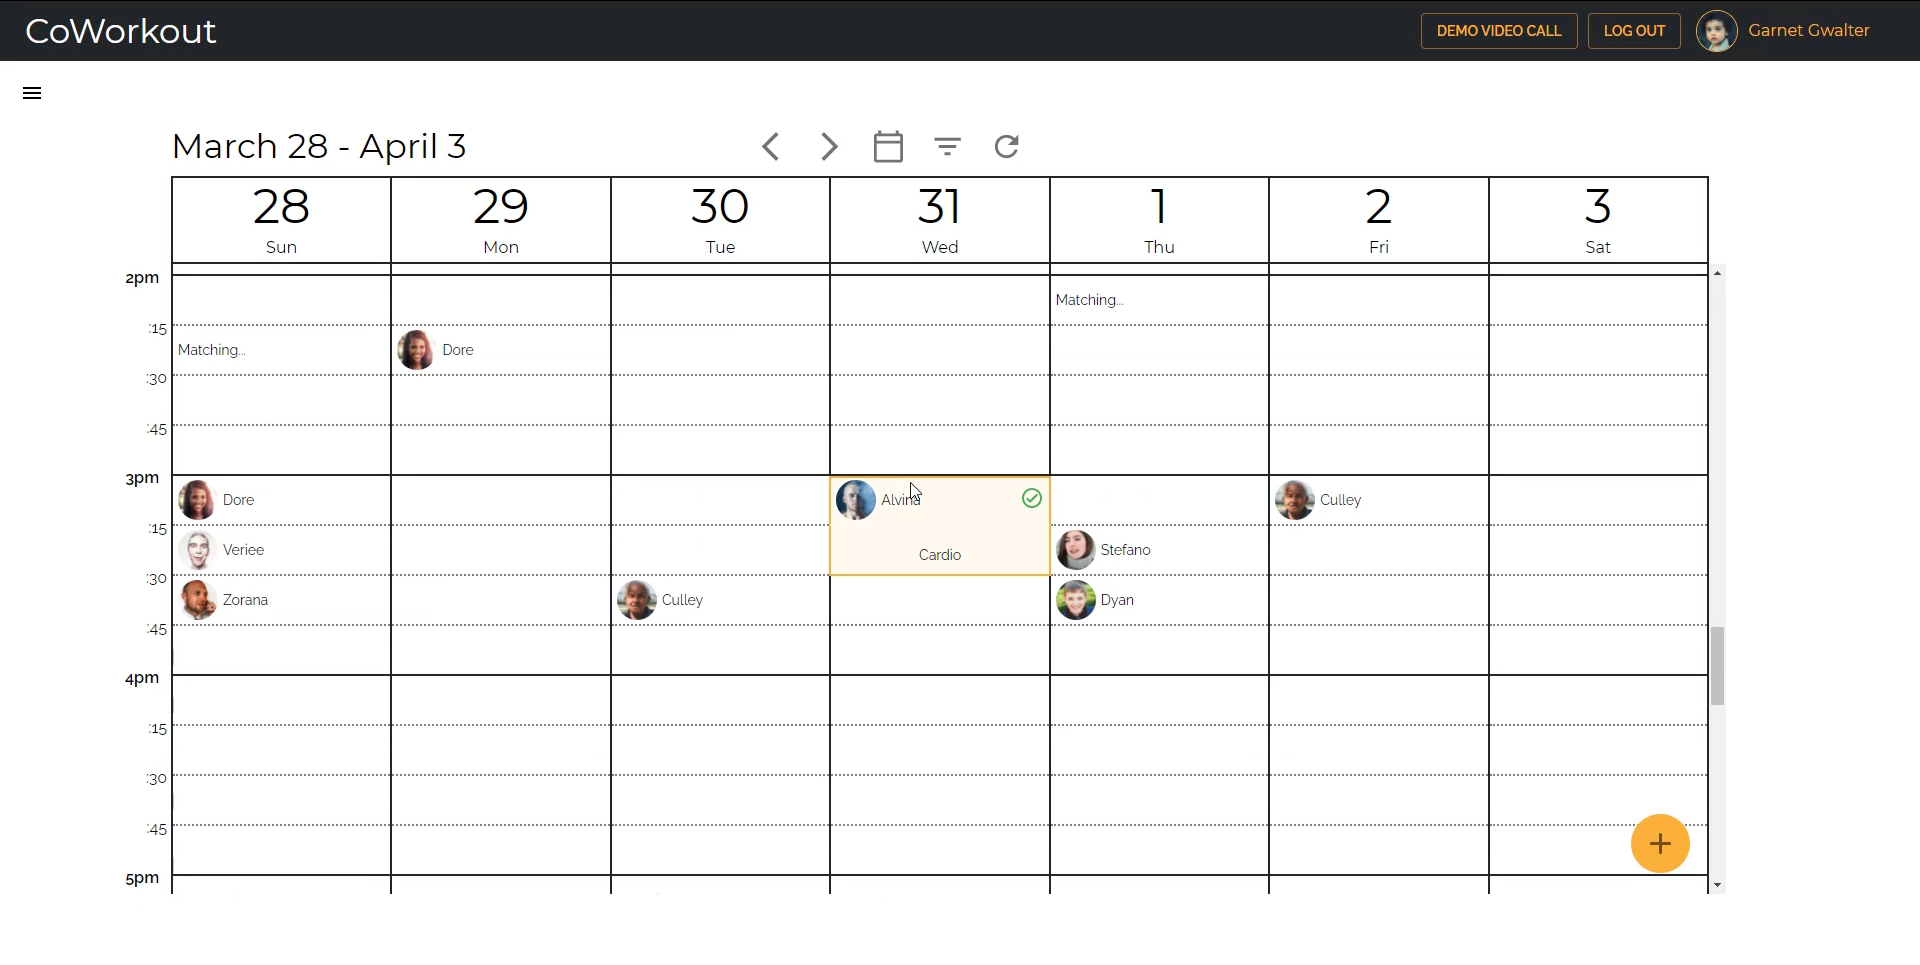 CoWorkout
DEMO VIDEO CALL
LOG OUT
Garnet Gwalter
March 28 - April 3
28 29 30 31 1 2 3
Sun Mon Tue Wed Thu Fri Sat
2pm
Matching...
:15
Matching... Dore
:30
:45
3pm
Dore Alvina Culley
:15
Veriee Cardio Stefano
:30
Zorana Culley Dyan
:45
4pm
:15
:30
:45
5pm